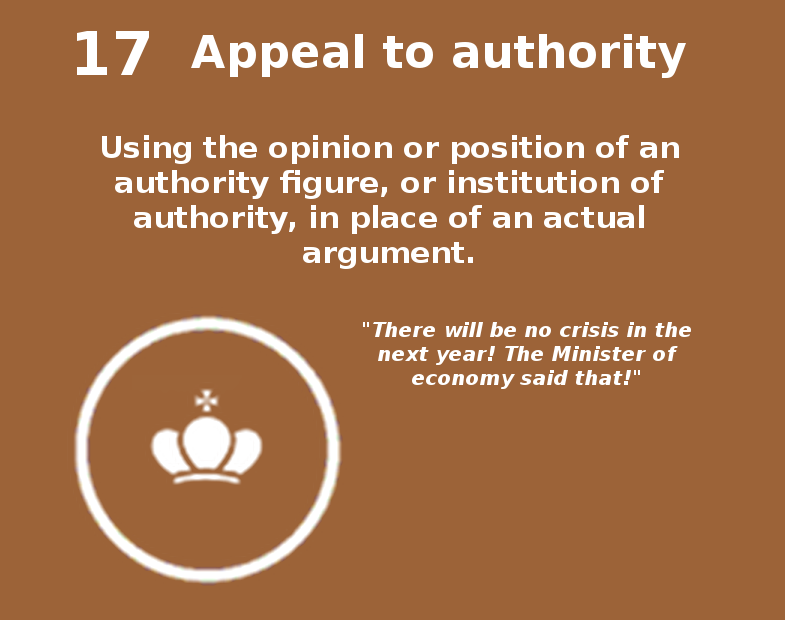 17 Appeal to authority
Using the opinion or position of an
authority figure, or institution of
authority, in place of an actual
argument.
"There will be no crisis in the
next year! The Minister of
economy said that!"